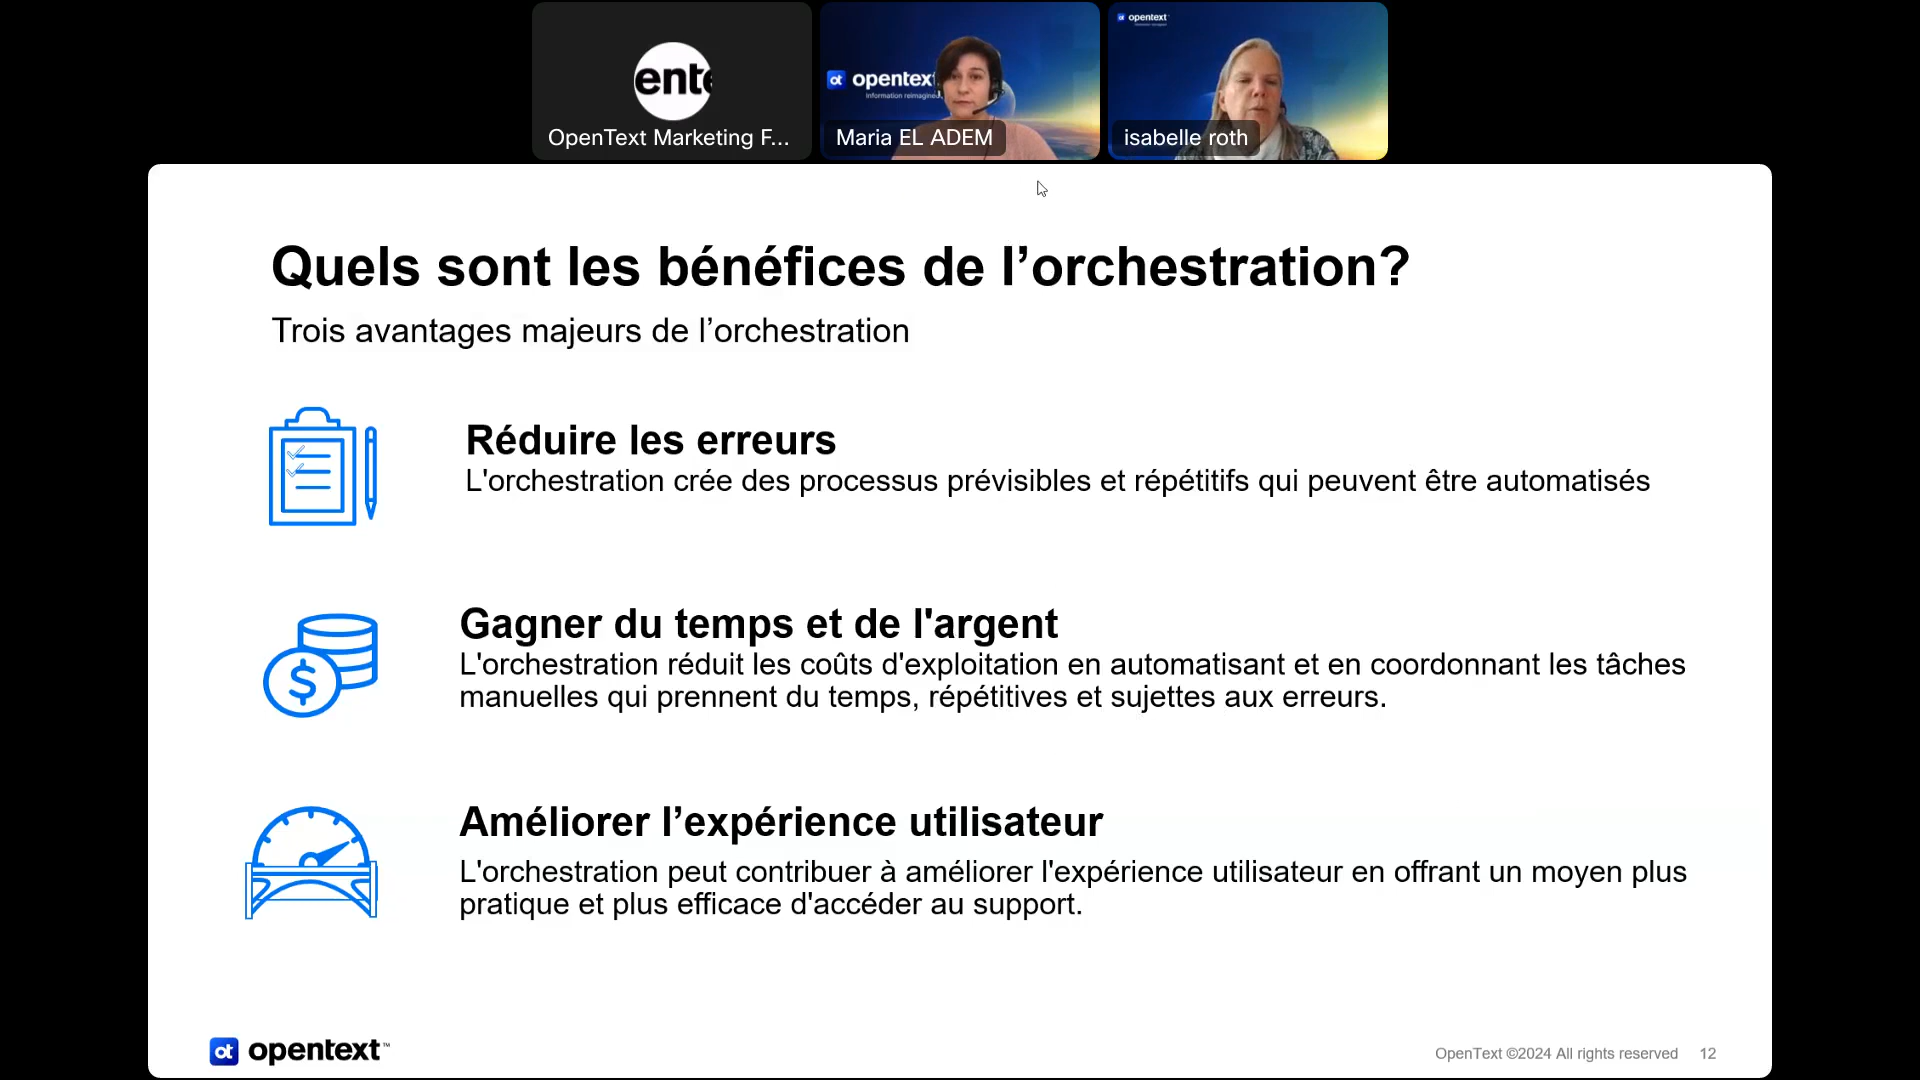 ente
OpenText Marketing F...
opentext
Information reimagined
Maria EL ADEM
opentext
isabelle roth
Quels sont les bénéfices de l’orchestration?
Trois avantages majeurs de l’orchestration
Réduire les erreurs
L'orchestration crée des processus prévisibles et répétitifs qui peuvent être automatisés
Gagner du temps et de l'argent
L'orchestration réduit les coûts d'exploitation en automatisant et en coordonnant les tâches
manuelles qui prennent du temps, répétitives et sujettes aux erreurs.
$
Améliorer l’expérience utilisateur
L'orchestration peut contribuer à améliorer l'expérience utilisateur en offrant un moyen plus
pratique et plus efficace d'accéder au support.
ot opentext™
OpenText ©2024 All rights reserved 12